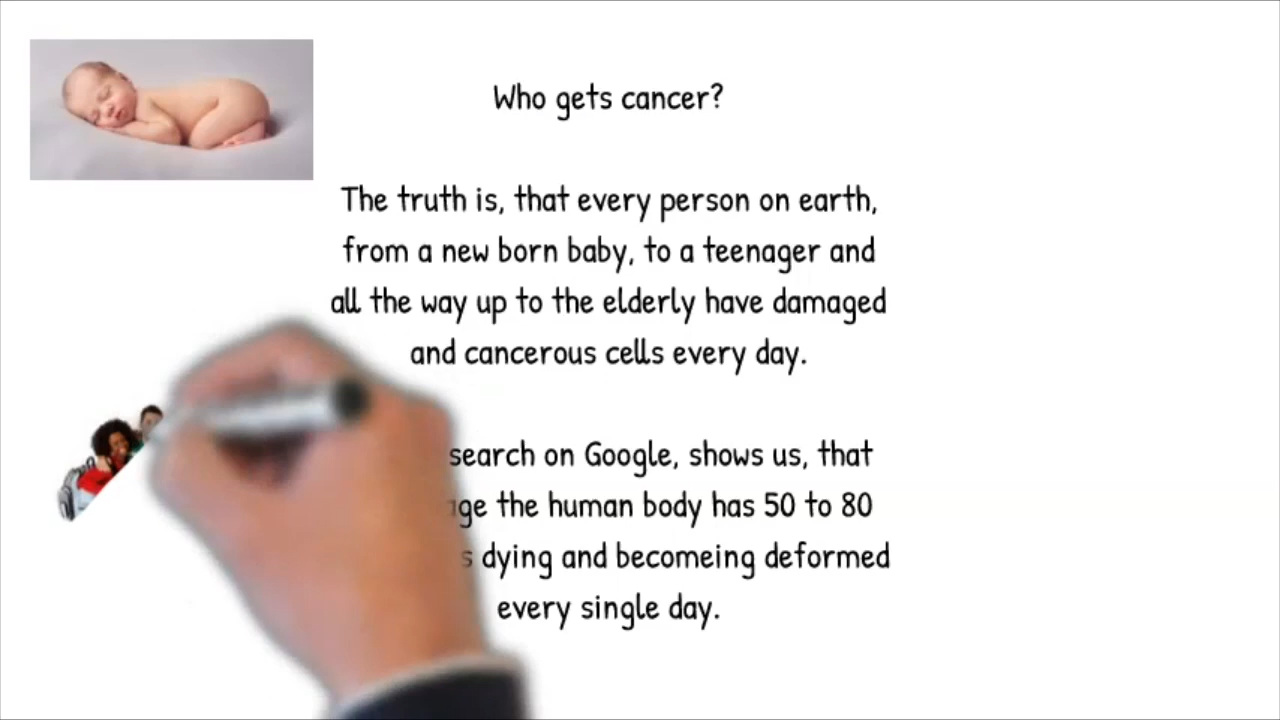 Who gets cancer?
The truth is, that every person on earth,
from a new born baby, to a teenager and
all the way up to the elderly have damaged
and cancerous cells every day.
search on Google, shows us, that
the human body has 50 to 80
dying and becomeing deformed
every single day.